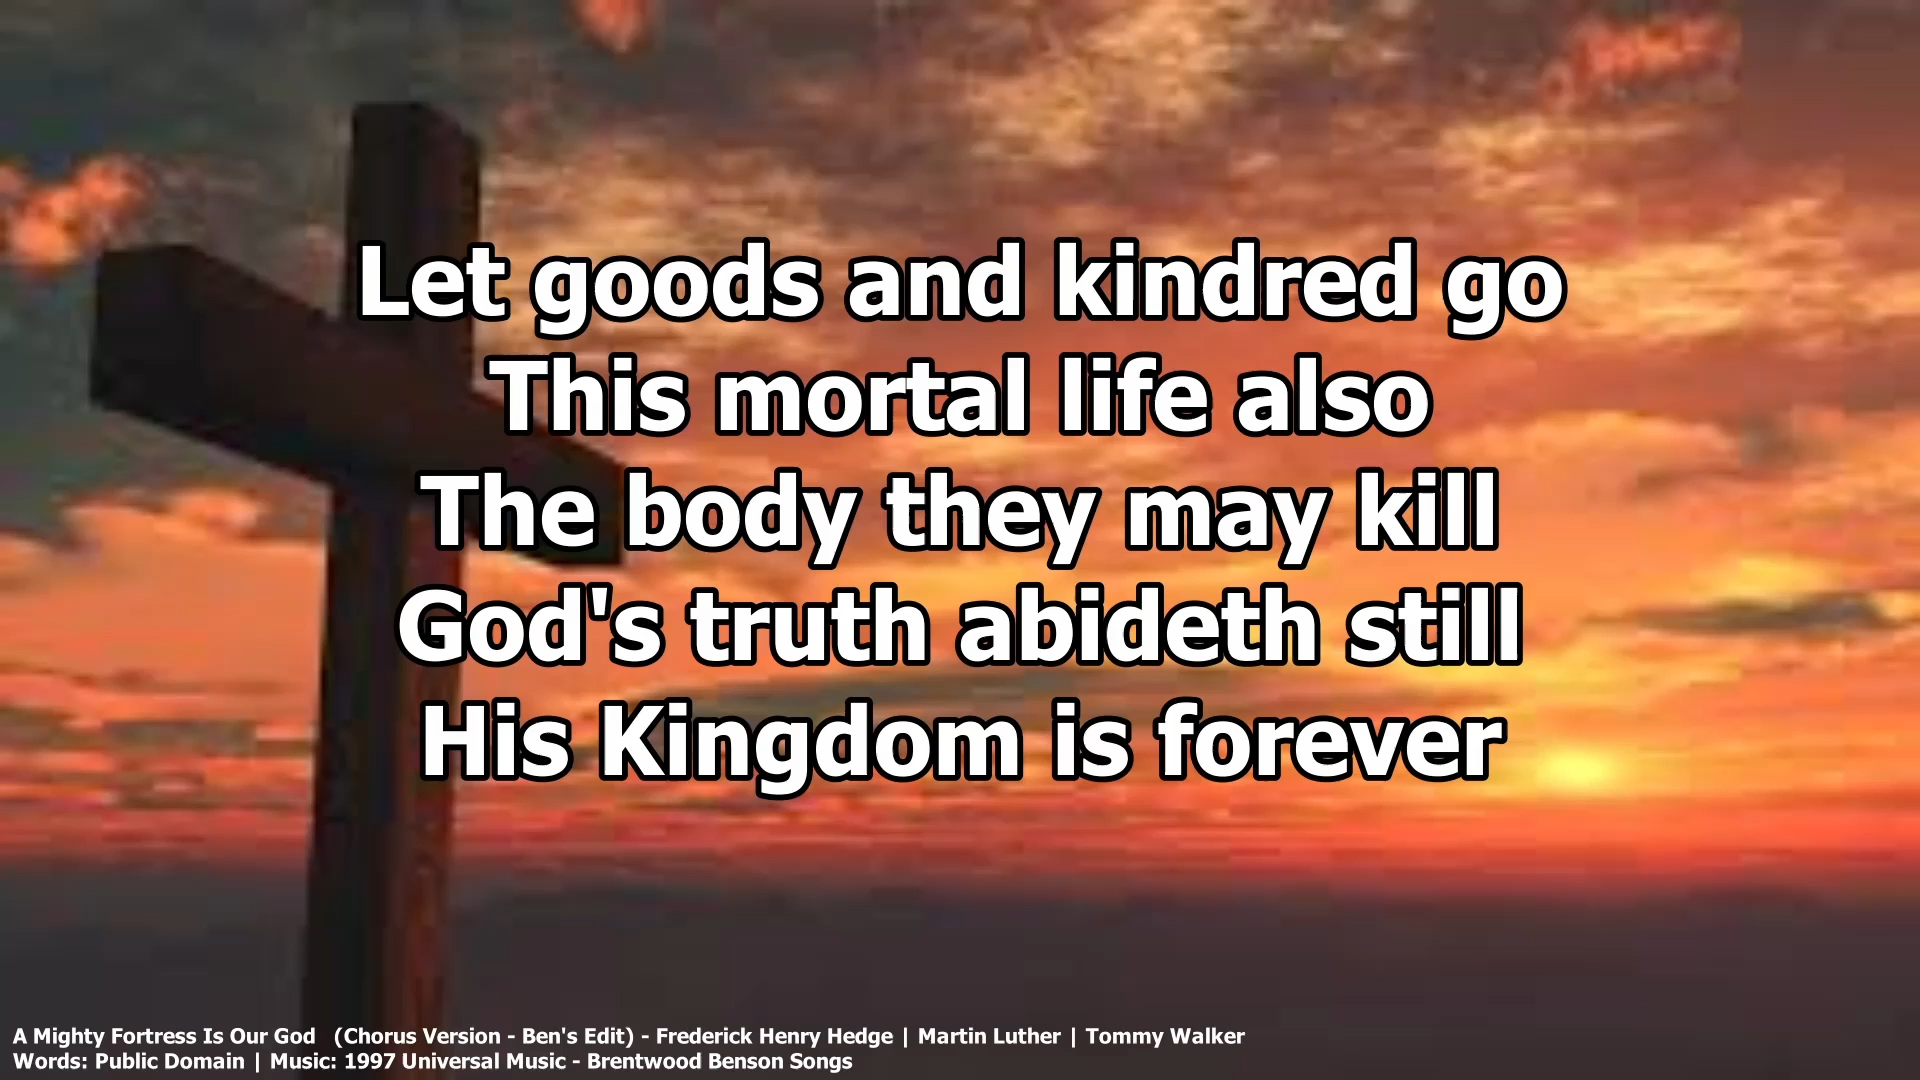 Let goods and kindred go
This mortal life also
The body they may kill
God's truth abideth still
His Kingdom is forever
A Mighty Fortress Is Our God   (Chorus Version - Ben's Edit) - Frederick Henry Hedge | Martin Luther | Tommy Walker
Words: Public Domain | Music: 1997 Universal Music - Brentwood Benson Songs